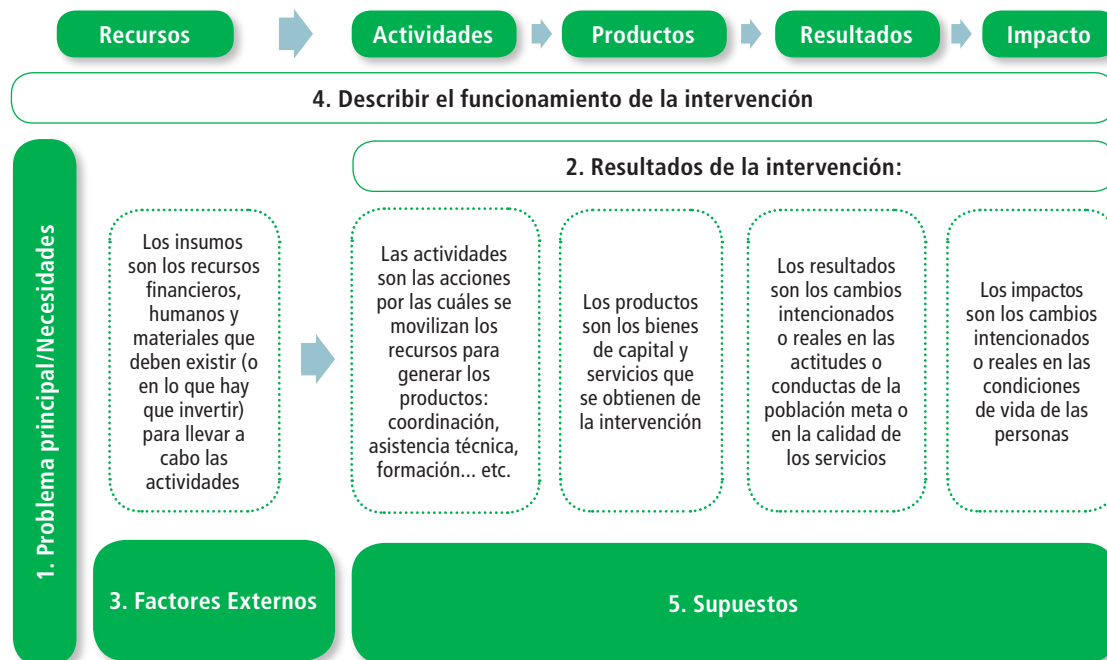 Recursos
Actividades
Productos
Resultados
Impacto
4. Describir el funcionamiento de la intervención
1. Problema principal/Necesidades
2. Resultados de la intervención:
Los insumos
son los recursos
financieros,
humanos y
materiales que
deben existir (o
en lo que hay
que invertir)
para llevar a
cabo las
actividades
Las actividades
son las acciones
por las cuáles se
movilizan los
recursos para
generar los
productos:
coordinación,
asistencia técnica,
formación... etc.
Los productos
son los bienes
de capital y
servicios que
se obtienen de
la intervención
Los resultados
son los cambios
intencionados
o reales en las
actitudes o
conductas de la
población meta o
en la calidad de
los servicios
Los impactos
son los cambios
intencionados
o reales en las
condiciones
de vida de las
personas
3. Factores Externos
5. Supuestos